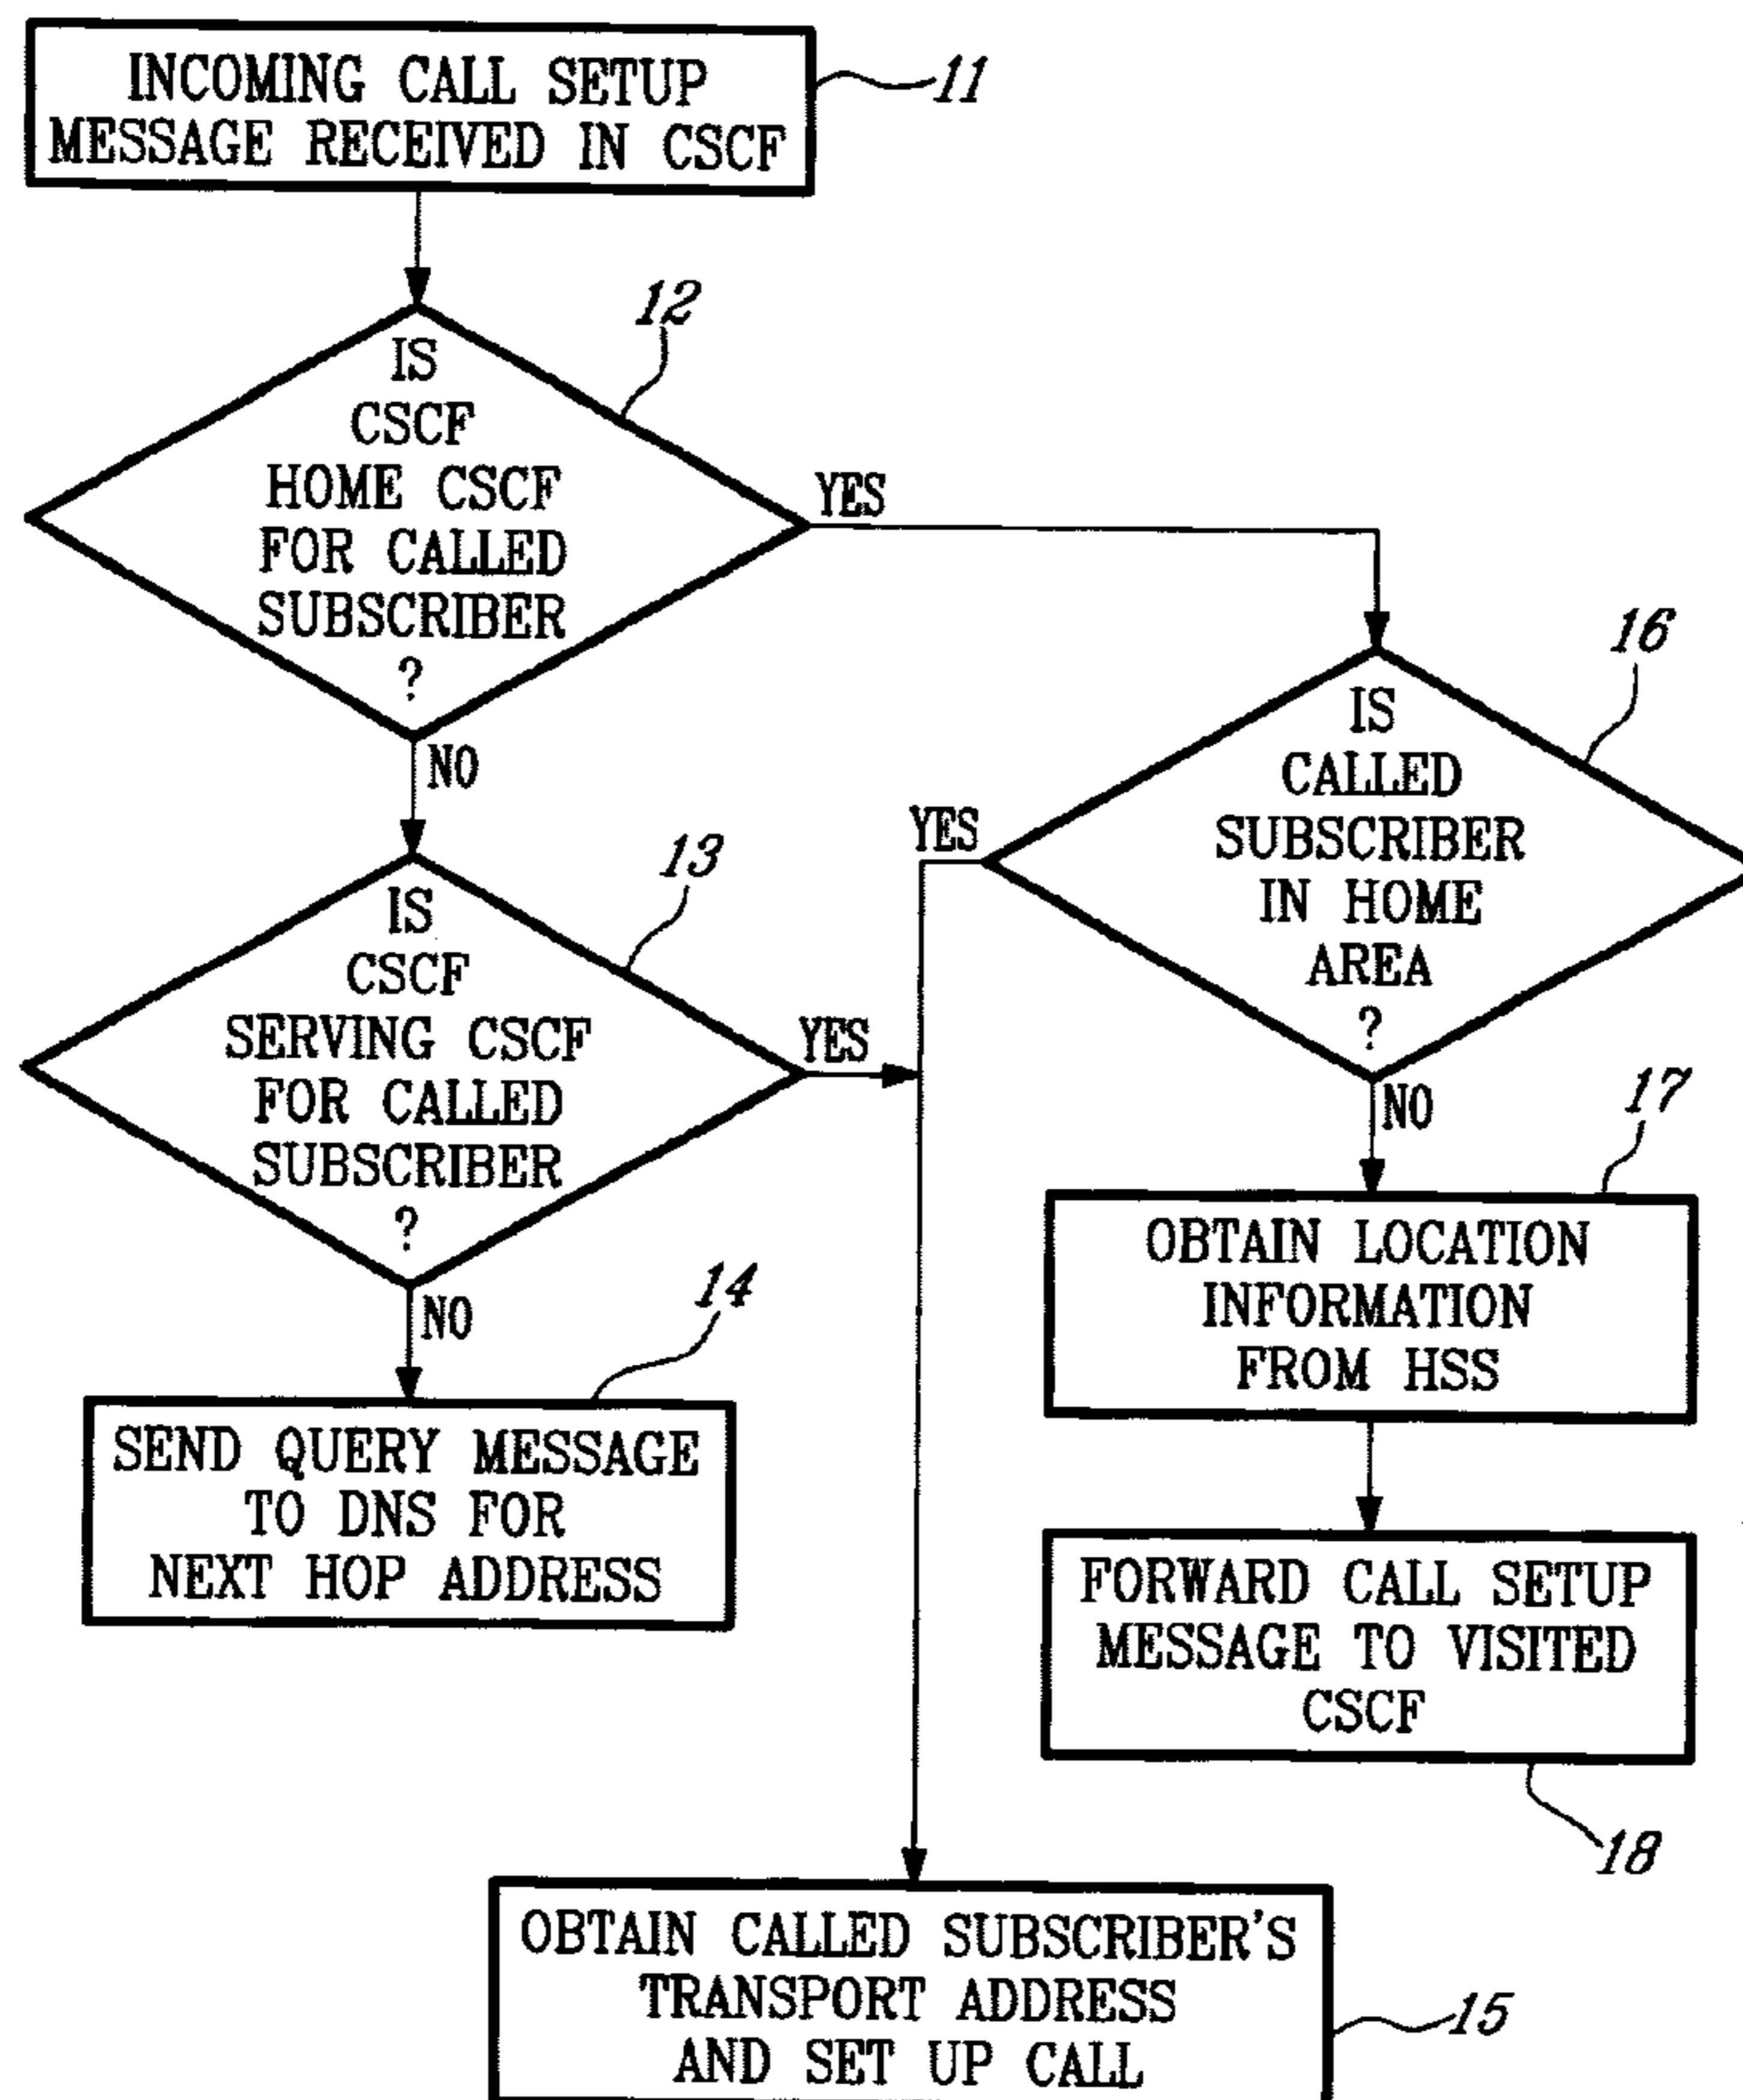 INCOMING CALL SETUP
MESSAGE RECEIVED IN CSCF
11
12
IS
CSCF
HOME CSCF
FOR CALLED
SUBSCRIBER
?
YES
NO
13
IS
CSCF
SERVING CSCF
FOR CALLED
SUBSCRIBER
?
YES
NO
14
SEND QUERY MESSAGE
TO DNS FOR
NEXT HOP ADDRESS
16
IS
CALLED
SUBSCRIBER
IN HOME
AREA
?
YES
NO
17
OBTAIN LOCATION
INFORMATION
FROM HSS
FORWARD CALL SETUP
MESSAGE TO VISITED
CSCF
18
OBTAIN CALLED SUBSCRIBER'S
TRANSPORT ADDRESS
AND SET UP CALL
15